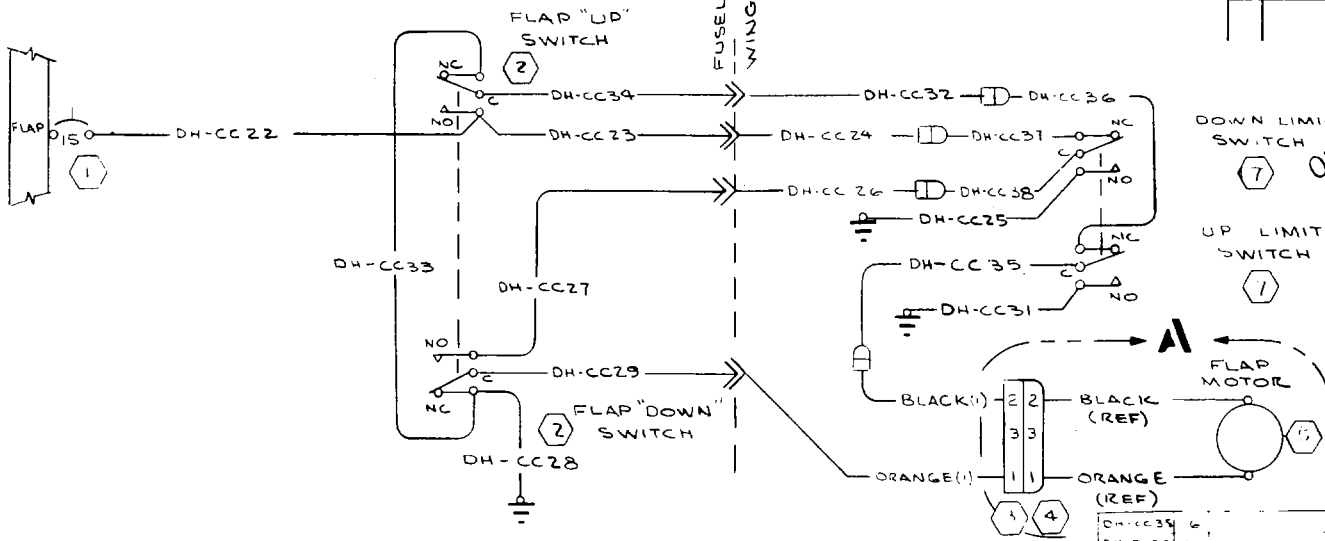 FLAP "UP"
SWITCH
2
FUSEL
WING
NC
C
NO
DH-CC34
DH-CC32
DH-CC36
FLAP
15
1
DH-CC22
DH-CC23
DH-CC24
DH-CC37
NC
C
NO
DOWN LIMI
SWITCH
7
DH-CC26
DH-CC38
DH-CC25
DH-CC33
DH-CC27
DH-CC35
NC
C
NO
UP LIMIT
SWITCH
7
DH-CC31
A
NO
C
NC
DH-CC29
FLAP "DOWN"
SWITCH
2
DH-CC28
FLAP
MOTOR
BLACK(1)
2 2
BLACK
(REF)
3 3
ORANGE(1)
1 1
ORANGE
(REF)
4